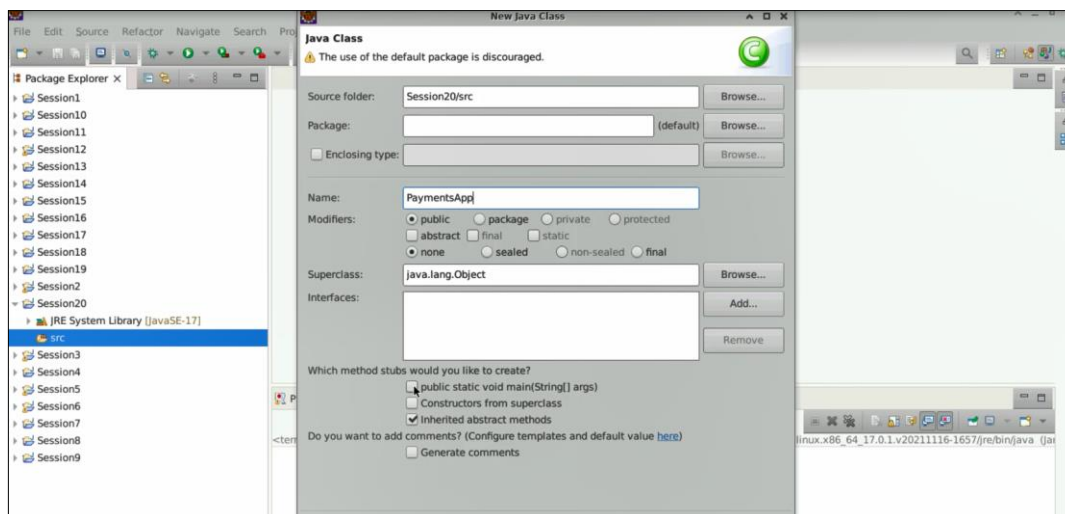 New Java Class
File Edit Source Refactor Navigate Search
Package Explorer
Session1
Session10
Session11
Session12
Session13
Session14
Session15
Session16
Session17
Session18
Session19
Session2
Session20
JRE System Library [JavaSE-17]
src
Session3
Session4
Session5
Session6
Session7
Session8
Session9
Java Class
The use of the default package is discouraged.
Source folder: Session20/src Browse...
Package: (default) Browse...
Enclosing type: Browse...
Name: PaymentsApp
Modifiers: public package private protected
abstract final static
none sealed non-sealed final
Superclass: java.lang.Object Browse...
Interfaces: Add...
Remove
Which method stubs would you like to create?
public static void main(String[] args)
Constructors from superclass
Inherited abstract methods
Do you want to add comments? (Configure templates and default value here)
Generate comments
<ter
linux.x86_64_17.0.1.v20211116-1657/jre/bin/java (Jan